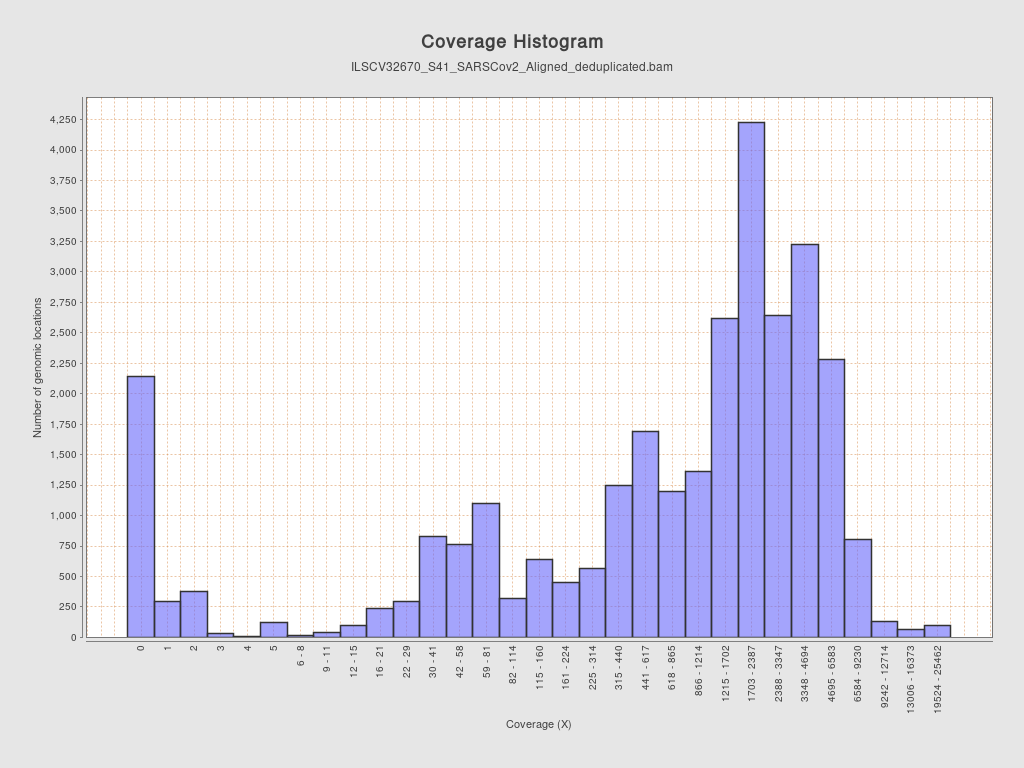 Coverage Histogram
ILSCV32670_S41_SARSCov2_Aligned_deduplicated.bam
Number of genomic locations
4,250
4,000
3,750
3,500
3,250
3,000
2,750
2,500
2,250
2,000
1,750
1,500
1,250
1,000
750
500
250
0
0
1
2
3
4
5
6 - 8
9 - 11
12 - 15
16 - 21
22 - 29
30 - 41
42 - 58
59 - 81
82 - 114
115 - 160
161 - 224
225 - 314
315 - 440
441 - 617
618 - 865
866 - 1214
1215 - 1702
1703 - 2387
2388 - 3347
3348 - 4694
4695 - 6583
6584 - 9230
9242 - 12714
13006 - 16373
19524 - 25462
Coverage (X)